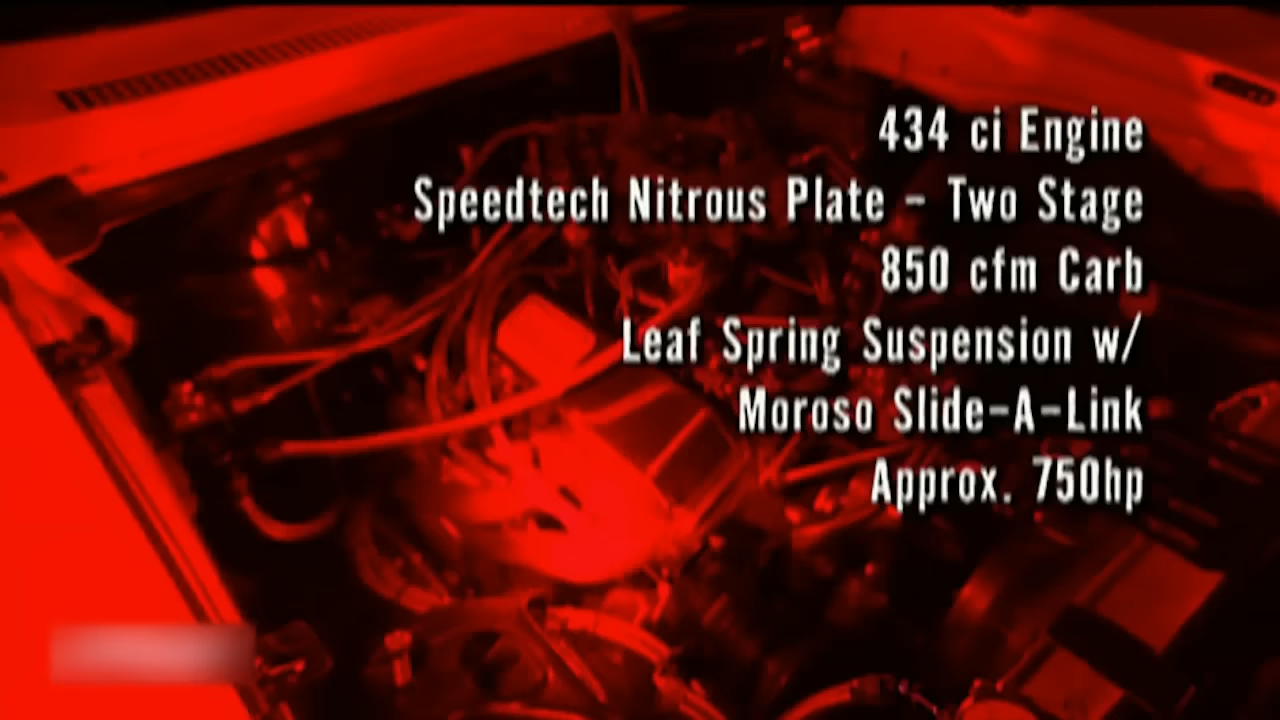 434 ci Engine
Speedtech Nitrous Plate - Two Stage
850 cfm Carb
Leaf Spring Suspension w/
Moroso Slide-A-Link
Approx. 750hp